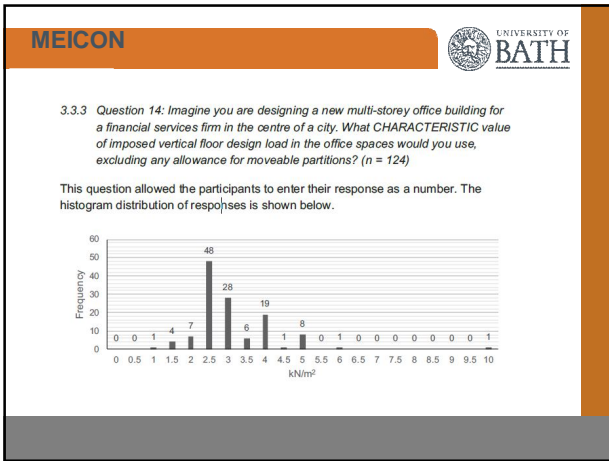 MEICON
UNIVERSITY OF
BATH
3.3.3 Question 14: Imagine you are designing a new multi-storey office building for
a financial services firm in the centre of a city. What CHARACTERISTIC value
of imposed vertical floor design load in the office spaces would you use,
excluding any allowance for moveable partitions? (n = 124)
This question allowed the participants to enter their response as a number. The
histogram distribution of responses is shown below.
60
50
40
30
20
10
0
Frequency
0 0 1 4 7 48 28 6 19 1 8 0 1 0 0 0 0 0 0 0 1
0 0.5 1 1.5 2 2.5 3 3.5 4 4.5 5 5.5 6 6.5 7 7.5 8 8.5 9 9.5 10
kN/m²